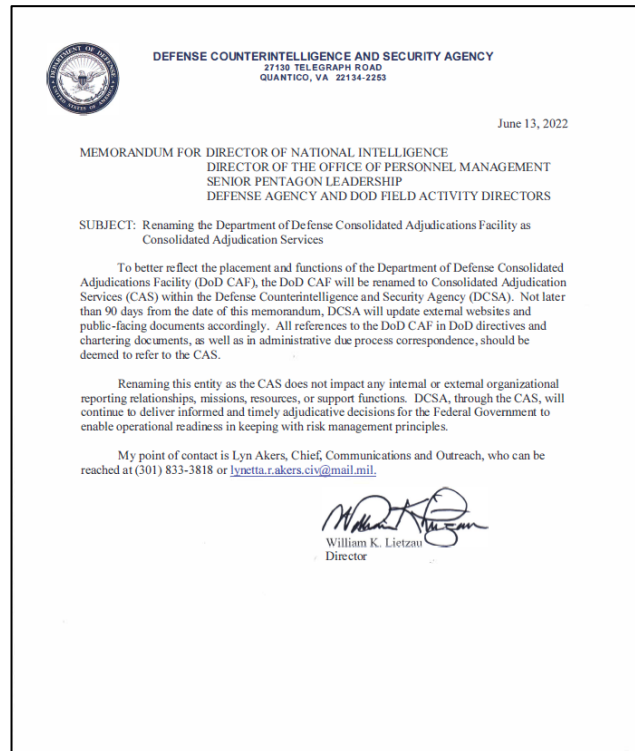 DEPARTMENT OF DEFENSE
UNITED STATES OF AMERICA
DEFENSE COUNTERINTELLIGENCE AND SECURITY AGENCY
27130 TELEGRAPH ROAD
QUANTICO, VA 22134-2253
June 13, 2022
MEMORANDUM FOR DIRECTOR OF NATIONAL INTELLIGENCE
DIRECTOR OF THE OFFICE OF PERSONNEL MANAGEMENT
SENIOR PENTAGON LEADERSHIP
DEFENSE AGENCY AND DOD FIELD ACTIVITY DIRECTORS
SUBJECT: Renaming the Department of Defense Consolidated Adjudications Facility as
Consolidated Adjudication Services
To better reflect the placement and functions of the Department of Defense Consolidated
Adjudications Facility (DoD CAF), the DoD CAF will be renamed to Consolidated Adjudication
Services (CAS) within the Defense Counterintelligence and Security Agency (DCSA). Not later
than 90 days from the date of this memorandum, DCSA will update external websites and
public-facing documents accordingly. All references to the DoD CAF in DoD directives and
chartering documents, as well as in administrative due process correspondence, should be
deemed to refer to the CAS.
Renaming this entity as the CAS does not impact any internal or external organizational
reporting relationships, missions, resources, or support functions. DCSA, through the CAS, will
continue to deliver informed and timely adjudicative decisions for the Federal Government to
enable operational readiness in keeping with risk management principles.
My point of contact is Lyn Akers, Chief, Communications and Outreach, who can be
reached at (301) 833-3818 or lynetta.r.akers.civ@mail.mil.
William K. Lietzau
Director